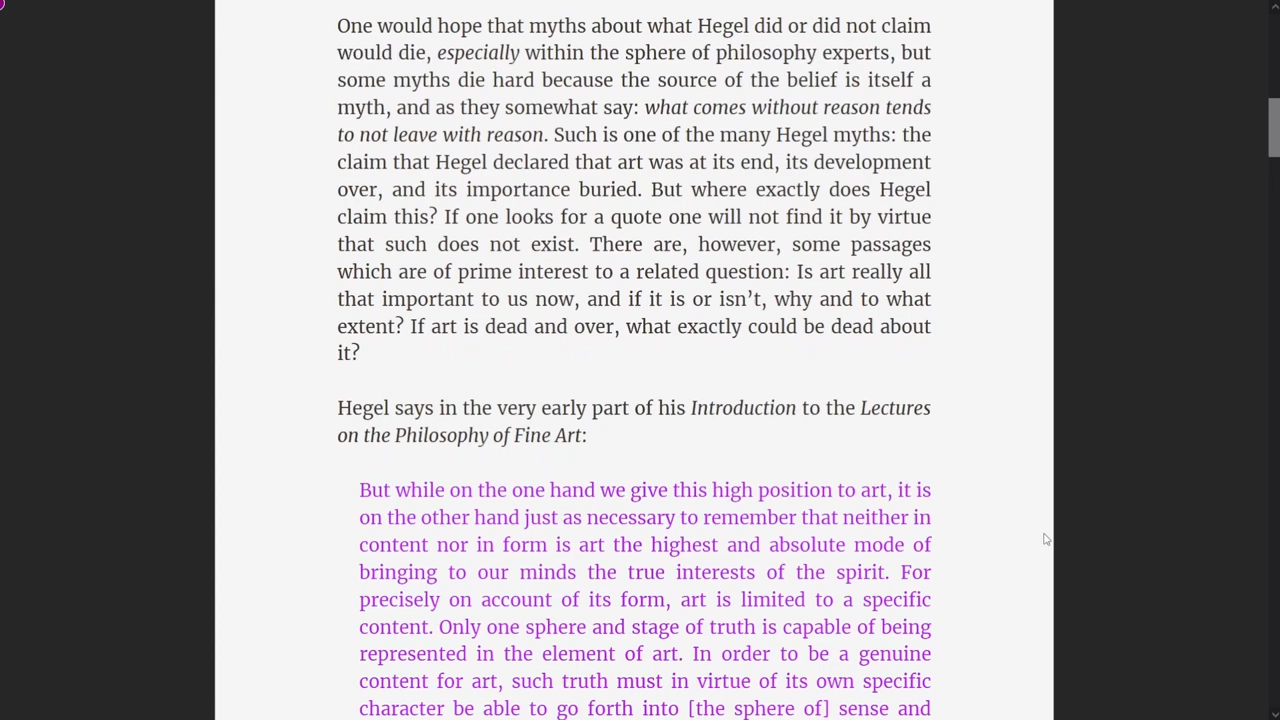 One would hope that myths about what Hegel did or did not claim
would die, especially within the sphere of philosophy experts, but
some myths die hard because the source of the belief is itself a
myth, and as they somewhat say: what comes without reason tends
to not leave with reason. Such is one of the many Hegel myths: the
claim that Hegel declared that art was at its end, its development
over, and its importance buried. But where exactly does Hegel
claim this? If one looks for a quote one will not find it by virtue
that such does not exist. There are, however, some passages
which are of prime interest to a related question: Is art really all
that important to us now, and if it is or isn’t, why and to what
extent? If art is dead and over, what exactly could be dead about
it?
Hegel says in the very early part of his Introduction to the Lectures
on the Philosophy of Fine Art:
But while on the one hand we give this high position to art, it is
on the other hand just as necessary to remember that neither in
content nor in form is art the highest and absolute mode of
bringing to our minds the true interests of the spirit. For
precisely on account of its form, art is limited to a specific
content. Only one sphere and stage of truth is capable of being
represented in the element of art. In order to be a genuine
content for art, such truth must in virtue of its own specific
character be able to go forth into [the sphere of] sense and